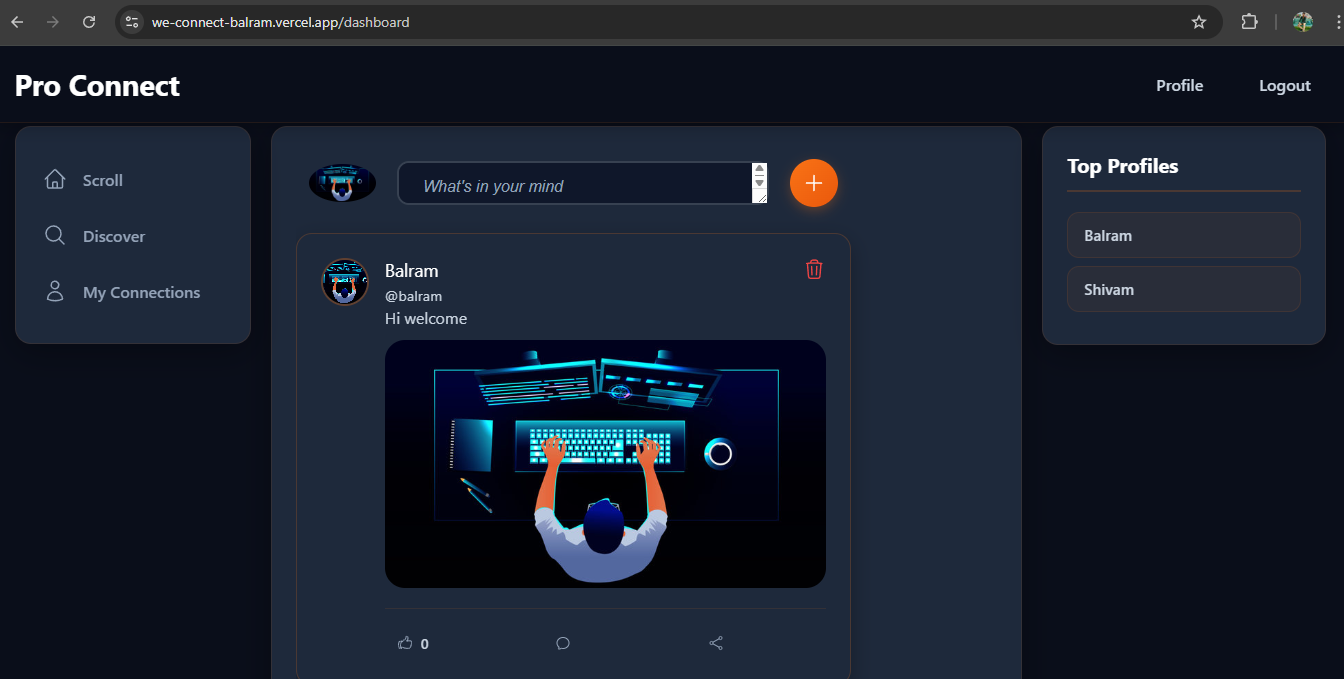 we-connect-balram.vercel.app/dashboard
Pro Connect
Profile
Logout
Scroll
Discover
My Connections
What's in your mind
Balram
@balram
Hi welcome
0
Top Profiles
Balram
Shivam